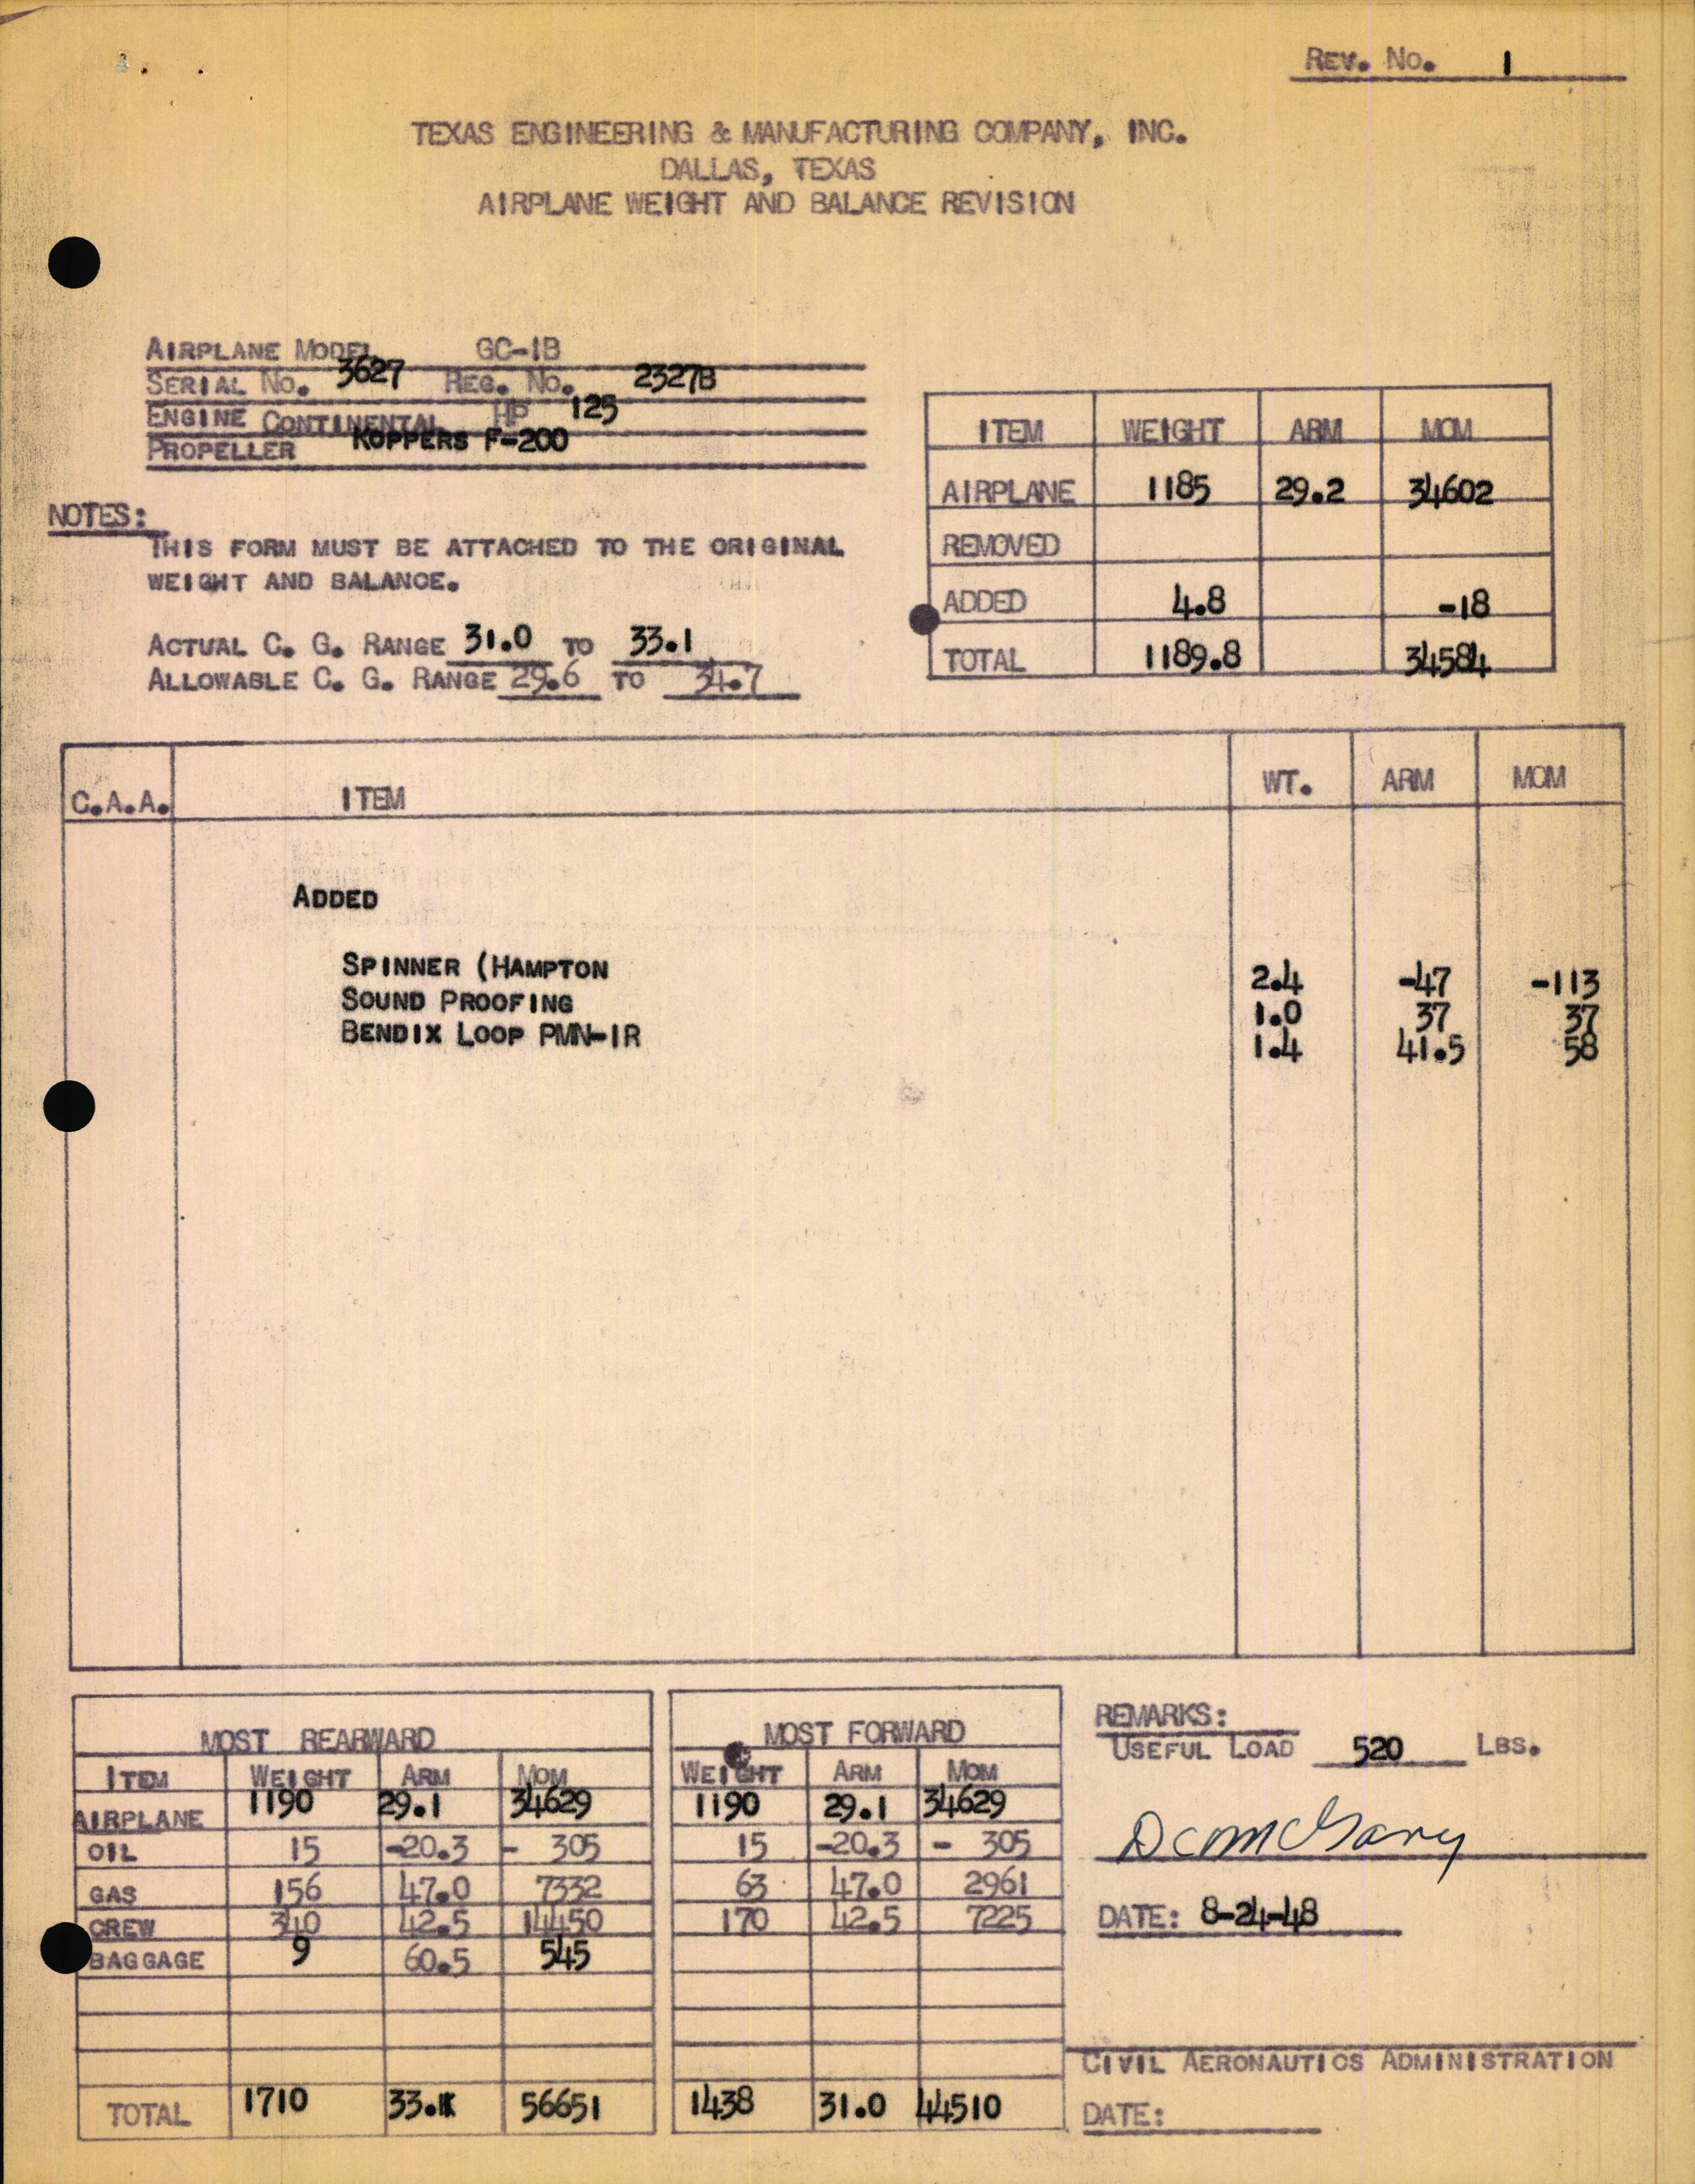 REV. NO. 1
TEXAS ENGINEERING & MANUFACTURING COMPANY, INC.
DALLAS, TEXAS
AIRPLANE WEIGHT AND BALANCE REVISION
AIRPLANE MODEL GC-1B
SERIAL NO. 3627 REG. NO. 2327B
ENGINE CONTINENTAL HP 125
PROPELLER KOPPERS F-200
ITEM WEIGHT ARM MOM
AIRPLANE 1185 29.2 34602
REMOVED
ADDED 4.8 -18
TOTAL 1189.8 34584
NOTES:
THIS FORM MUST BE ATTACHED TO THE ORIGINAL
WEIGHT AND BALANCE.
ACTUAL C. G. RANGE 31.0 TO 33.1
ALLOWABLE C. G. RANGE 29.6 TO 34.7
C.A.A. ITEM WT. ARM MOM
ADDED
SPINNER (HAMPTON 2.4 -47 -113
SOUND PROOFING 1.0 37 37
BENDIX LOOP PMN-1R 1.4 41.5 58
MOST REARWARD MOST FORWARD
ITEM WEIGHT ARM MOM WEIGHT ARM MOM
AIRPLANE 1190 29.1 34629 1190 29.1 34629
OIL 15 -20.3 - 305 15 -20.3 - 305
GAS 156 47.0 7332 63 47.0 2961
CREW 340 42.5 14450 170 42.5 7225
BAGGAGE 9 60.5 545
TOTAL 1710 56651 1438 31.0 44510
REMARKS:
USEFUL LOAD 520 LBS.
DATE: 8-24-48
CIVIL AERONAUTICS ADMINISTRATION
DATE: